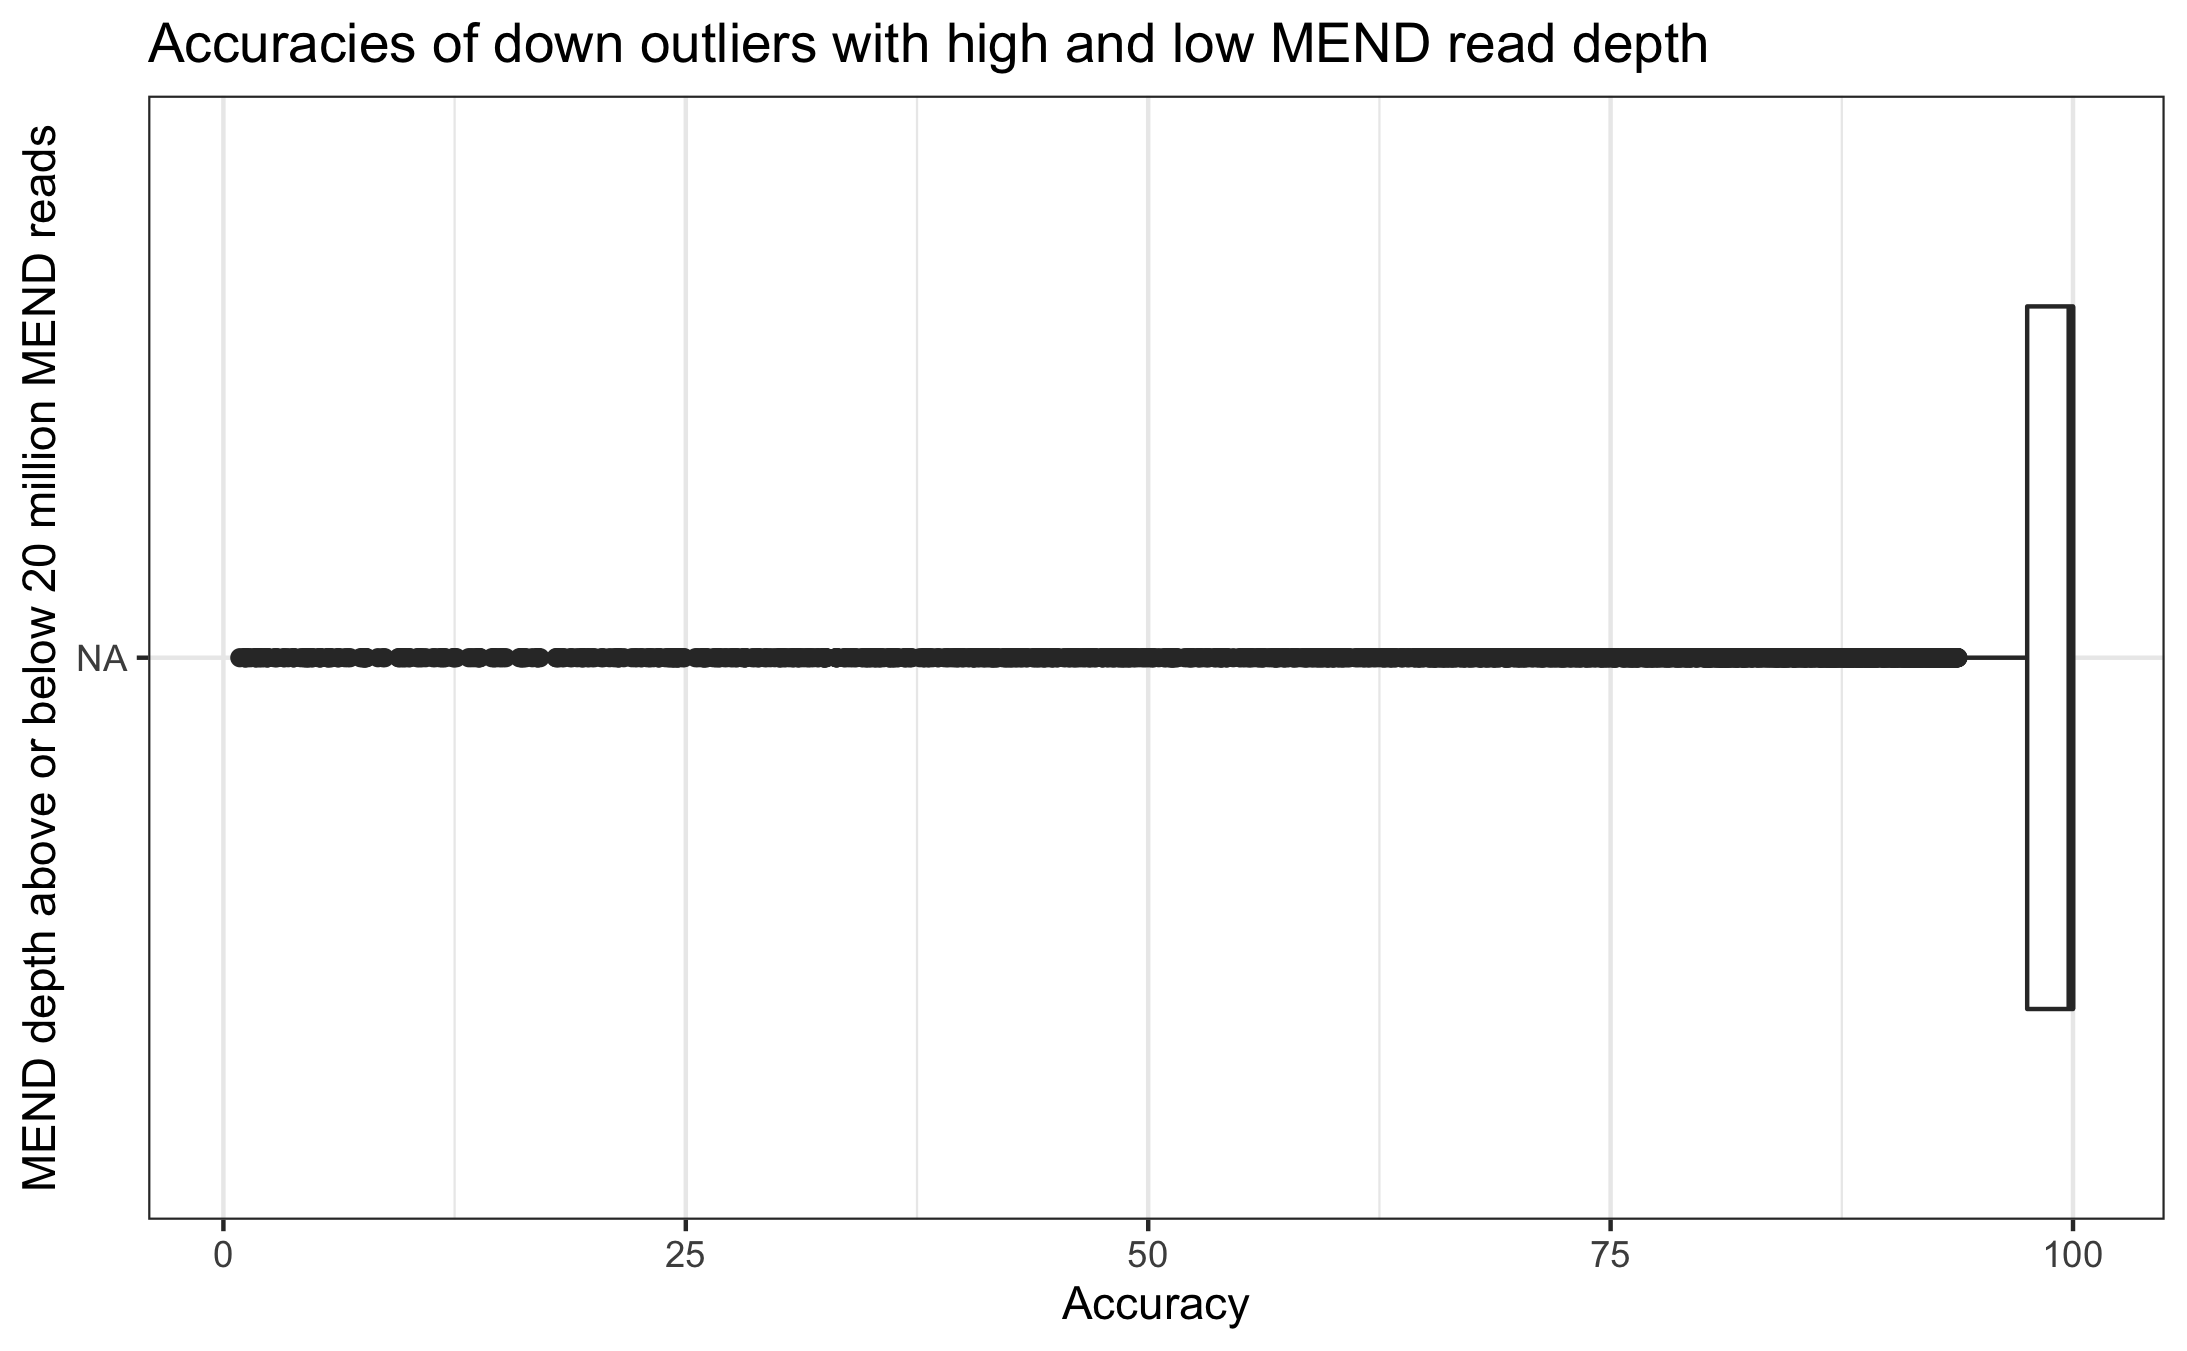 Accuracies of down outliers with high and low MEND read depth
MEND depth above or below 20 million MEND reads
NA
0 25 50 75 100
Accuracy